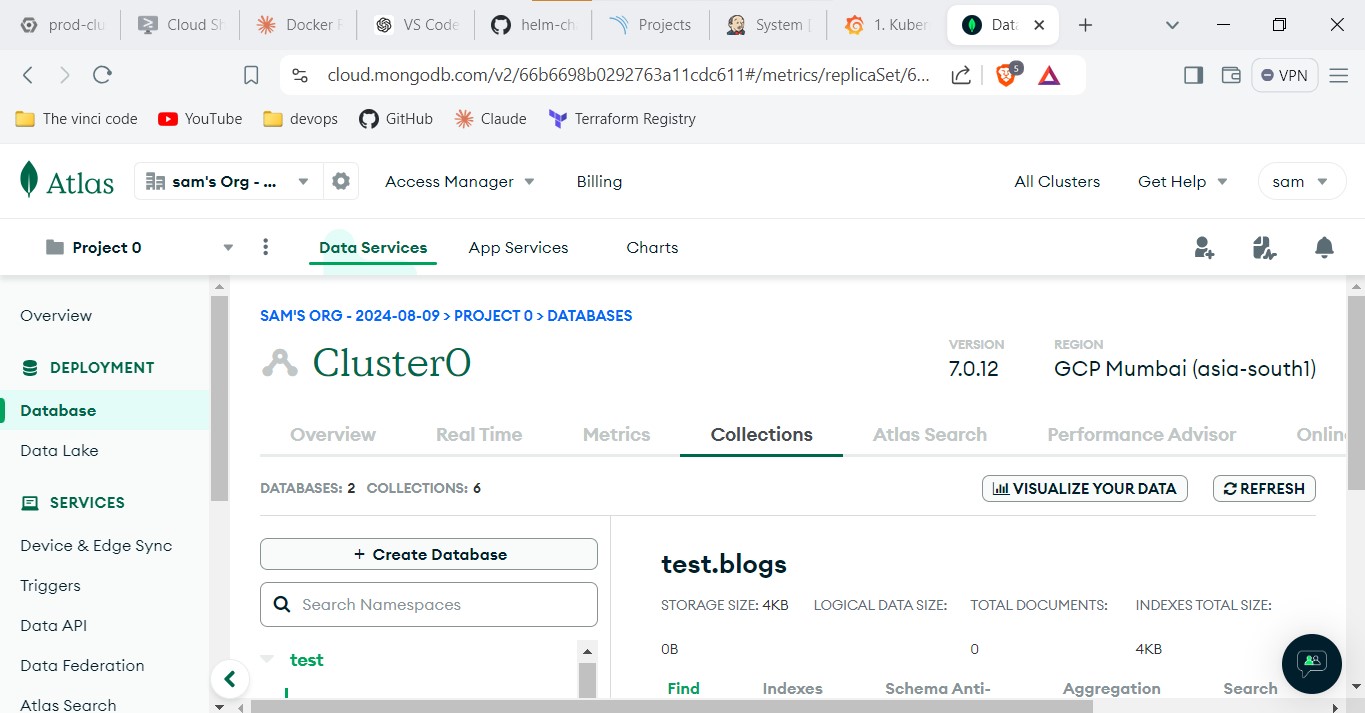 prod-clu
Cloud Sh
Docker F
VS Code
helm-ch
Projects
System |
1. Kuber
Data
cloud.mongodb.com/v2/66b6698b0292763a11cdc611#/metrics/replicaSet/6...
5
VPN
The vinci code
YouTube
devops
GitHub
Claude
Terraform Registry
Atlas
sam's Org - ...
Access Manager
Billing
All Clusters
Get Help
sam
Project 0
Data Services
App Services
Charts
Overview
DEPLOYMENT
Database
Data Lake
SERVICES
Device & Edge Sync
Triggers
Data API
Data Federation
Atlas Search
SAM'S ORG - 2024-08-09 > PROJECT 0 > DATABASES
Cluster0
VERSION
7.0.12
REGION
GCP Mumbai (asia-south1)
Overview
Real Time
Metrics
Collections
Atlas Search
Performance Advisor
Onlin
DATABASES: 2 COLLECTIONS: 6
VISUALIZE YOUR DATA
REFRESH
+ Create Database
Search Namespaces
test
test.blogs
STORAGE SIZE: 4KB
LOGICAL DATA SIZE: 0B
TOTAL DOCUMENTS: 0
INDEXES TOTAL SIZE: 4KB
Find
Indexes
Schema Anti-
Aggregation
Search